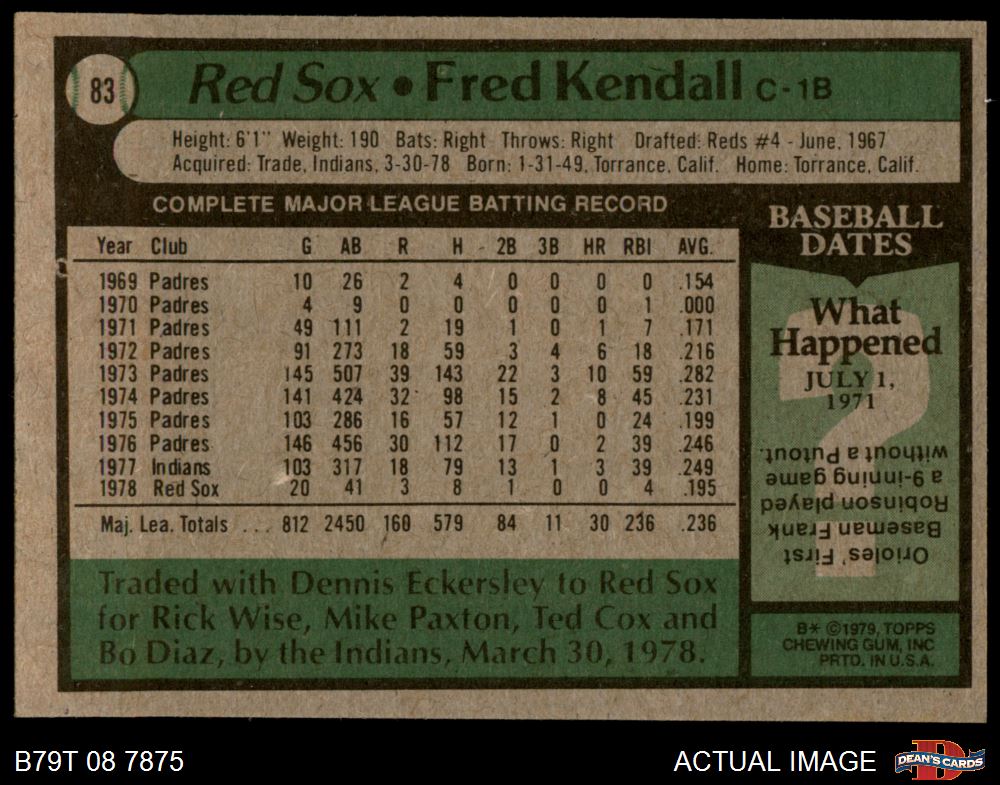 83
Red Sox • Fred Kendall C-1B
Height: 6'1" Weight: 190 Bats: Right Throws: Right Drafted: Reds #4 - June, 1967
Acquired: Trade, Indians, 3-30-78 Born: 1-31-49, Torrance, Calif. Home: Torrance, Calif.
COMPLETE MAJOR LEAGUE BATTING RECORD
Year Club G AB R H 2B 3B HR RBI AVG.
1969 Padres 10 26 2 4 0 0 0 0 .154
1970 Padres 4 9 0 0 0 0 0 1 .000
1971 Padres 49 111 2 19 1 0 1 7 .171
1972 Padres 91 273 18 59 3 4 6 18 .216
1973 Padres 145 507 39 143 22 3 10 59 .282
1974 Padres 141 424 32 98 15 2 8 45 .231
1975 Padres 103 286 16 57 12 1 0 24 .199
1976 Padres 146 456 30 112 17 0 2 39 .246
1977 Indians 103 317 18 79 13 1 3 39 .249
1978 Red Sox 20 41 3 8 1 0 0 4 .195
Maj. Lea. Totals ... 812 2450 160 579 84 11 30 236 .236
Traded with Dennis Eckersley to Red Sox
for Rick Wise, Mike Paxton, Ted Cox and
Bo Diaz, by the Indians, March 30, 1978.
BASEBALL
DATES
What
Happened
JULY 1,
1971
Orioles' First
Baseman Frank
Robinson played
a 9-inning game
without a Putout.
B* ©1979, TOPPS
CHEWING GUM, INC
PRTD. IN U.S.A.
B79T 08 7875
ACTUAL IMAGE
D
DEAN'S CARDS